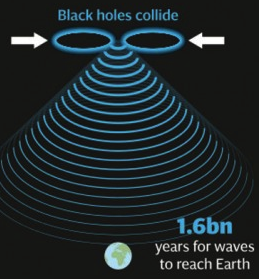 Black holes collide
1.6bn
years for waves
to reach Earth